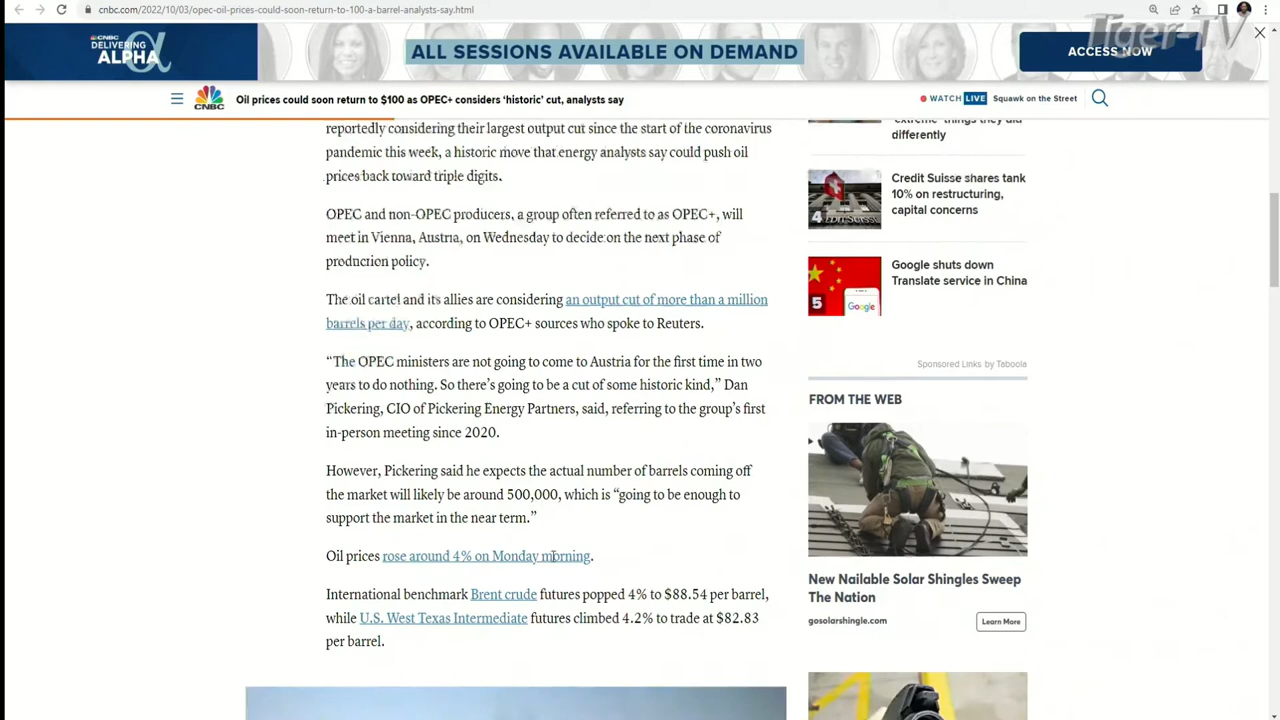 cnbc.com/2022/10/03/opec-oil-prices-could-soon-return-to-100-a-barrel-analysts-say.html
Tiger-TV
CNBC
DELIVERING
ALPHA
ALL SESSIONS AVAILABLE ON DEMAND
ACCESS NOW
CNBC
Oil prices could soon return to $100 as OPEC+ considers ‘historic’ cut, analysts say
WATCH LIVE Squawk on the Street
reportedly considering their largest output cut since the start of the coronavirus
pandemic this week, a historic move that energy analysts say could push oil
prices back toward triple digits.
OPEC and non-OPEC producers, a group often referred to as OPEC+, will
meet in Vienna, Austria, on Wednesday to decide on the next phase of
production policy.
The oil cartel and its allies are considering an output cut of more than a million
barrels per day, according to OPEC+ sources who spoke to Reuters.
“The OPEC ministers are not going to come to Austria for the first time in two
years to do nothing. So there’s going to be a cut of some historic kind,” Dan
Pickering, CIO of Pickering Energy Partners, said, referring to the group’s first
in-person meeting since 2020.
However, Pickering said he expects the actual number of barrels coming off
the market will likely be around 500,000, which is “going to be enough to
support the market in the near term.”
Oil prices rose around 4% on Monday morning.
International benchmark Brent crude futures popped 4% to $88.54 per barrel,
while U.S. West Texas Intermediate futures climbed 4.2% to trade at $82.83
per barrel.
differently
4
Credit Suisse shares tank
10% on restructuring,
capital concerns
5
Google
Google shuts down
Translate service in China
Sponsored Links by Taboola
FROM THE WEB
New Nailable Solar Shingles Sweep
The Nation
gosolarshingle.com
Learn More